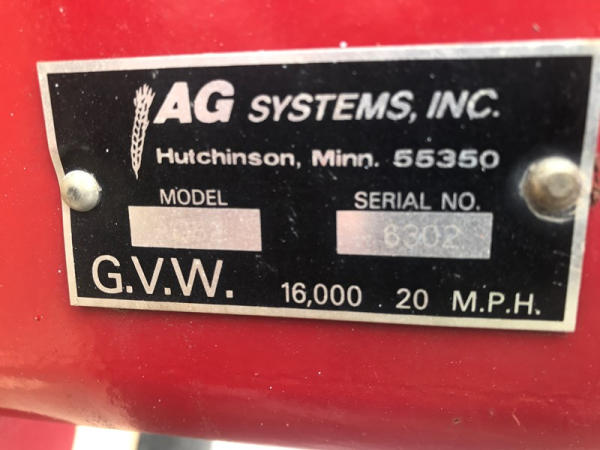 AG SYSTEMS, INC.
Hutchinson, Minn. 55350
MODEL SERIAL NO.
6302
G.V.W. 16,000 20 M.P.H.